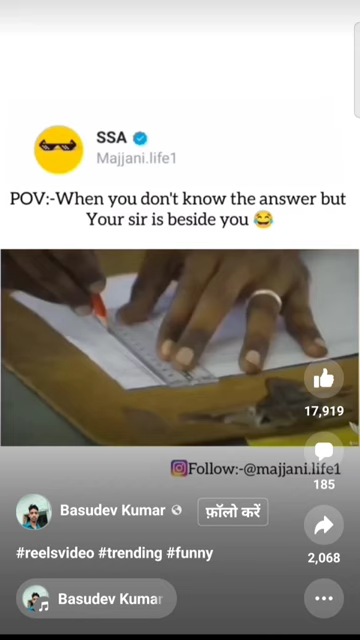 SSA
Majjani.life1
POV:-When you don't know the answer but
Your sir is beside you 😂
17,919
185
Follow:-@majjani.life1
Basudev Kumar
फ़ॉलो करें
#reelsvideo #trending #funny
2,068
Basudev Kumar